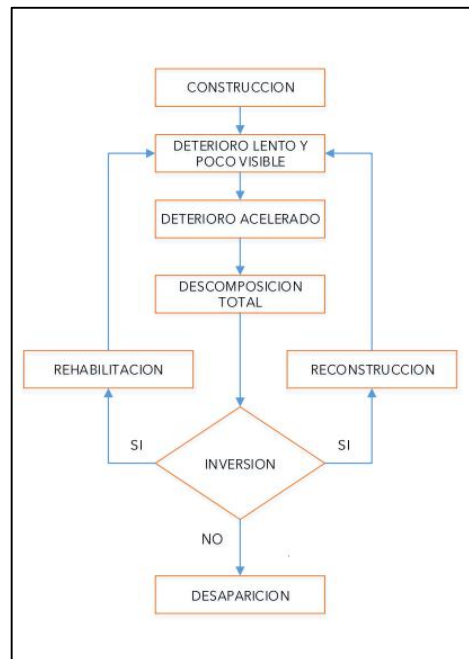 CONSTRUCCION
DETERIORO LENTO Y
POCO VISIBLE
DETERIORO ACELERADO
DESCOMPOSICION
TOTAL
REHABILITACION
RECONSTRUCCION
SI
INVERSION
SI
NO
DESAPARICION